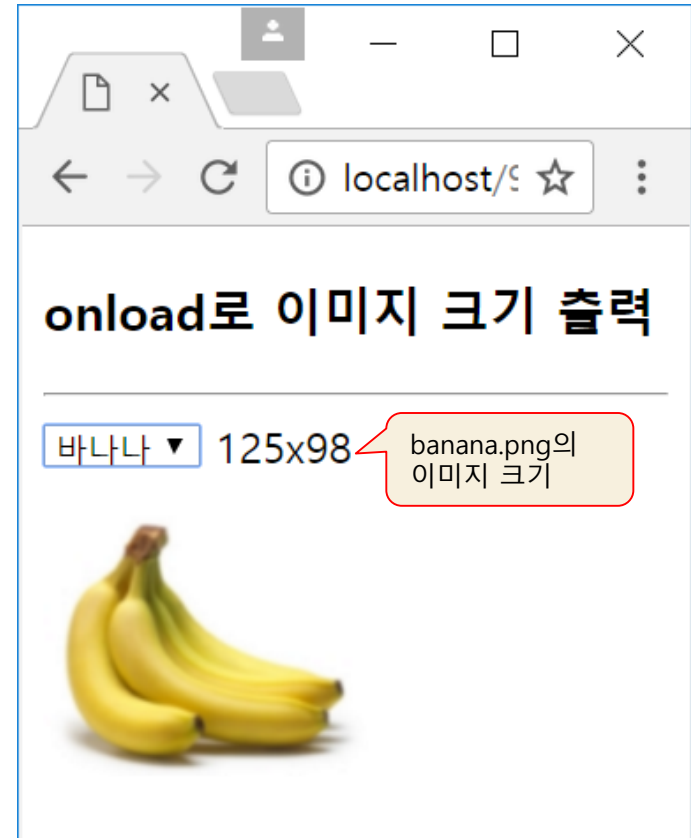 localhost/9
onload로 이미지 크기 출력
바나나 ▼ 125x98
banana.png의
이미지 크기